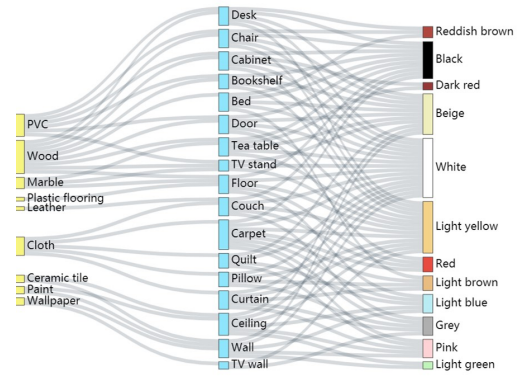 PVC
Wood
Marble
Plastic flooring
Leather
Cloth
Ceramic tile
Paint
Wallpaper
Desk
Chair
Cabinet
Bookshelf
Bed
Door
Tea table
TV stand
Floor
Couch
Carpet
Quilt
Pillow
Curtain
Ceiling
Wall
TV wall
Reddish brown
Black
Dark red
Beige
White
Light yellow
Red
Light brown
Light blue
Grey
Pink
Light green